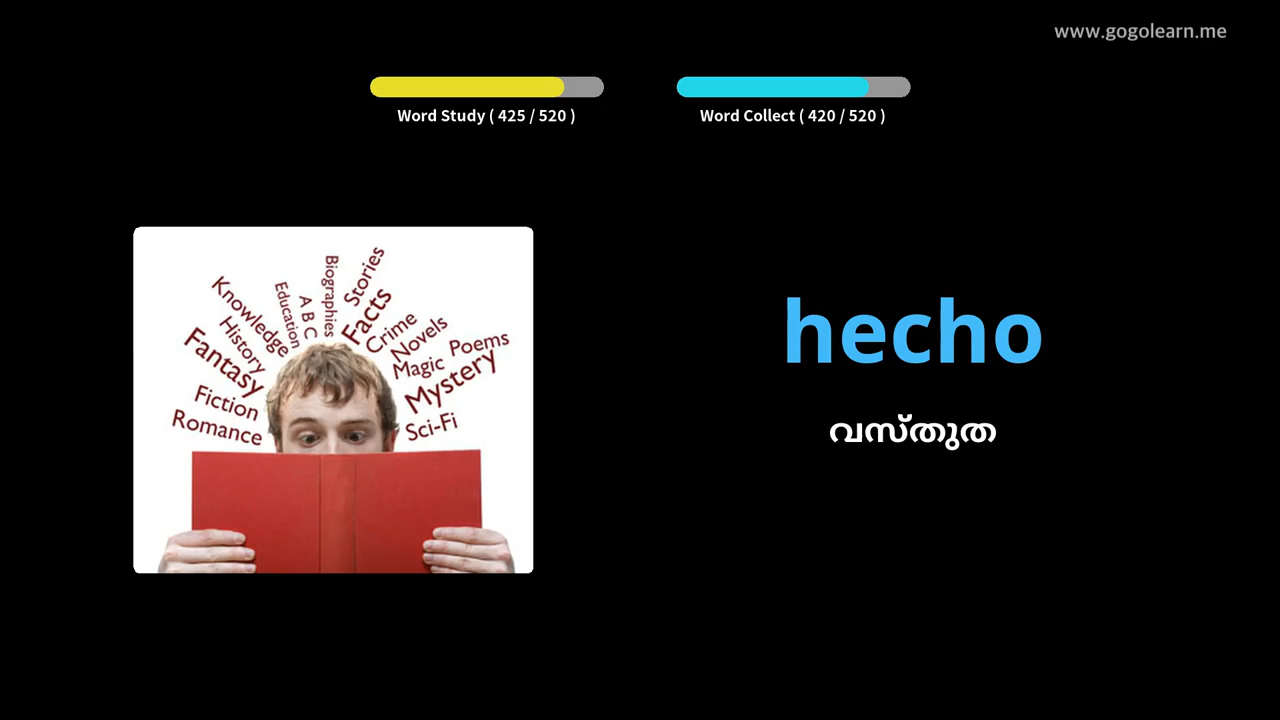 www.gogolearn.me
Word Study ( 425 / 520 )
Word Collect ( 420 / 520 )
Knowledge
History
Fantasy
Fiction
Romance
Education
A B C
Biographies
Stories
Facts
Crime
Novels
Magic
Poems
Mystery
Sci-Fi
hecho
വസ്തുത